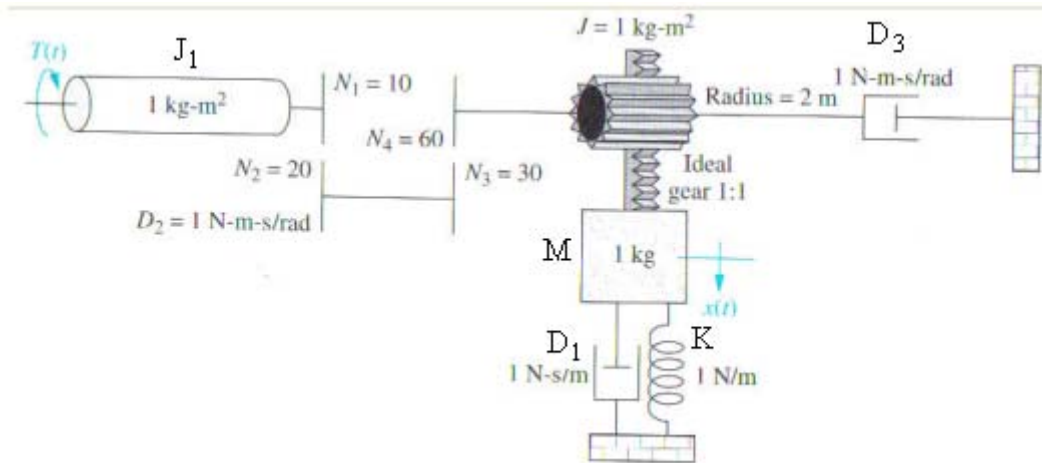 J = 1 kg-m²
D₃
T(t)
J₁
1 N-m-s/rad
N₁ = 10
1 kg-m²
Radius = 2 m
N₄ = 60
N₂ = 20
N₃ = 30
Ideal
gear 1:1
D₂ = 1 N-m-s/rad
M
1 kg
x(t)
D₁
K
1 N-s/m
1 N/m